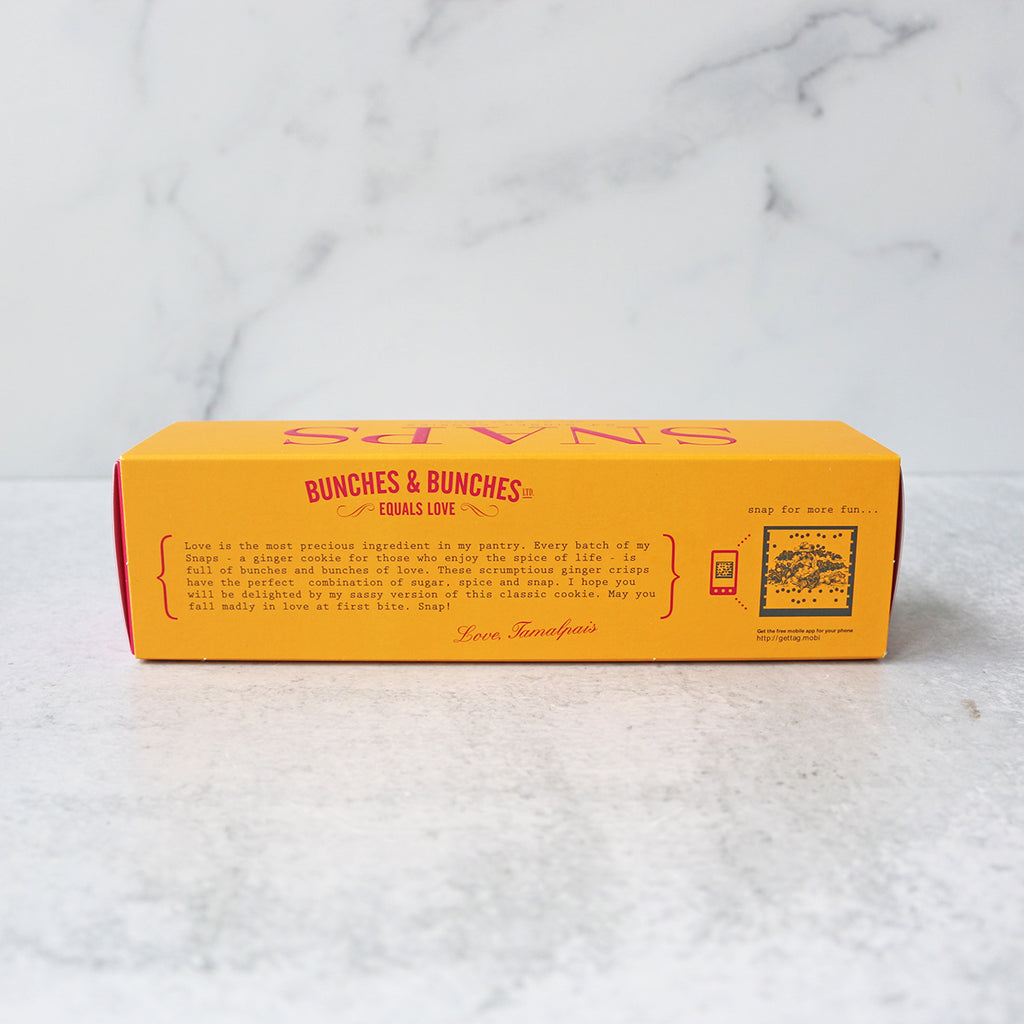 SNAPS
BUNCHES & BUNCHES LTD.
EQUALS LOVE
Love is the most precious ingredient in my pantry. Every batch of my
Snaps - a ginger cookie for those who enjoy the spice of life - is
full of bunches and bunches of love. These scrumptious ginger crisps
have the perfect combination of sugar, spice and snap. I hope you
will be delighted by my sassy version of this classic cookie. May you
fall madly in love at first bite. Snap!
Love, Tamalpais
snap for more fun...
Get the free mobile app for your phone
http://gettag.mobi